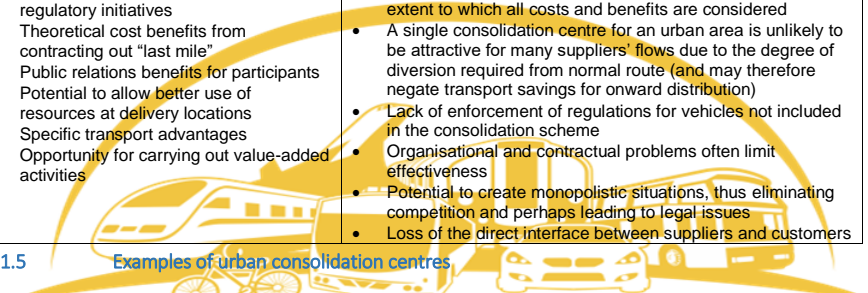 regulatory initiatives
Theoretical cost benefits from
contracting out “last mile”
Public relations benefits for participants
Potential to allow better use of
resources at delivery locations
Specific transport advantages
Opportunity for carrying out value-added
activities
extent to which all costs and benefits are considered
• A single consolidation centre for an urban area is unlikely to
be attractive for many suppliers’ flows due to the degree of
diversion required from normal route (and may therefore
negate transport savings for onward distribution)
• Lack of enforcement of regulations for vehicles not included
in the consolidation scheme
• Organisational and contractual problems often limit
effectiveness
• Potential to create monopolistic situations, thus eliminating
competition and perhaps leading to legal issues
• Loss of the direct interface between suppliers and customers
1.5 Examples of urban consolidation centres